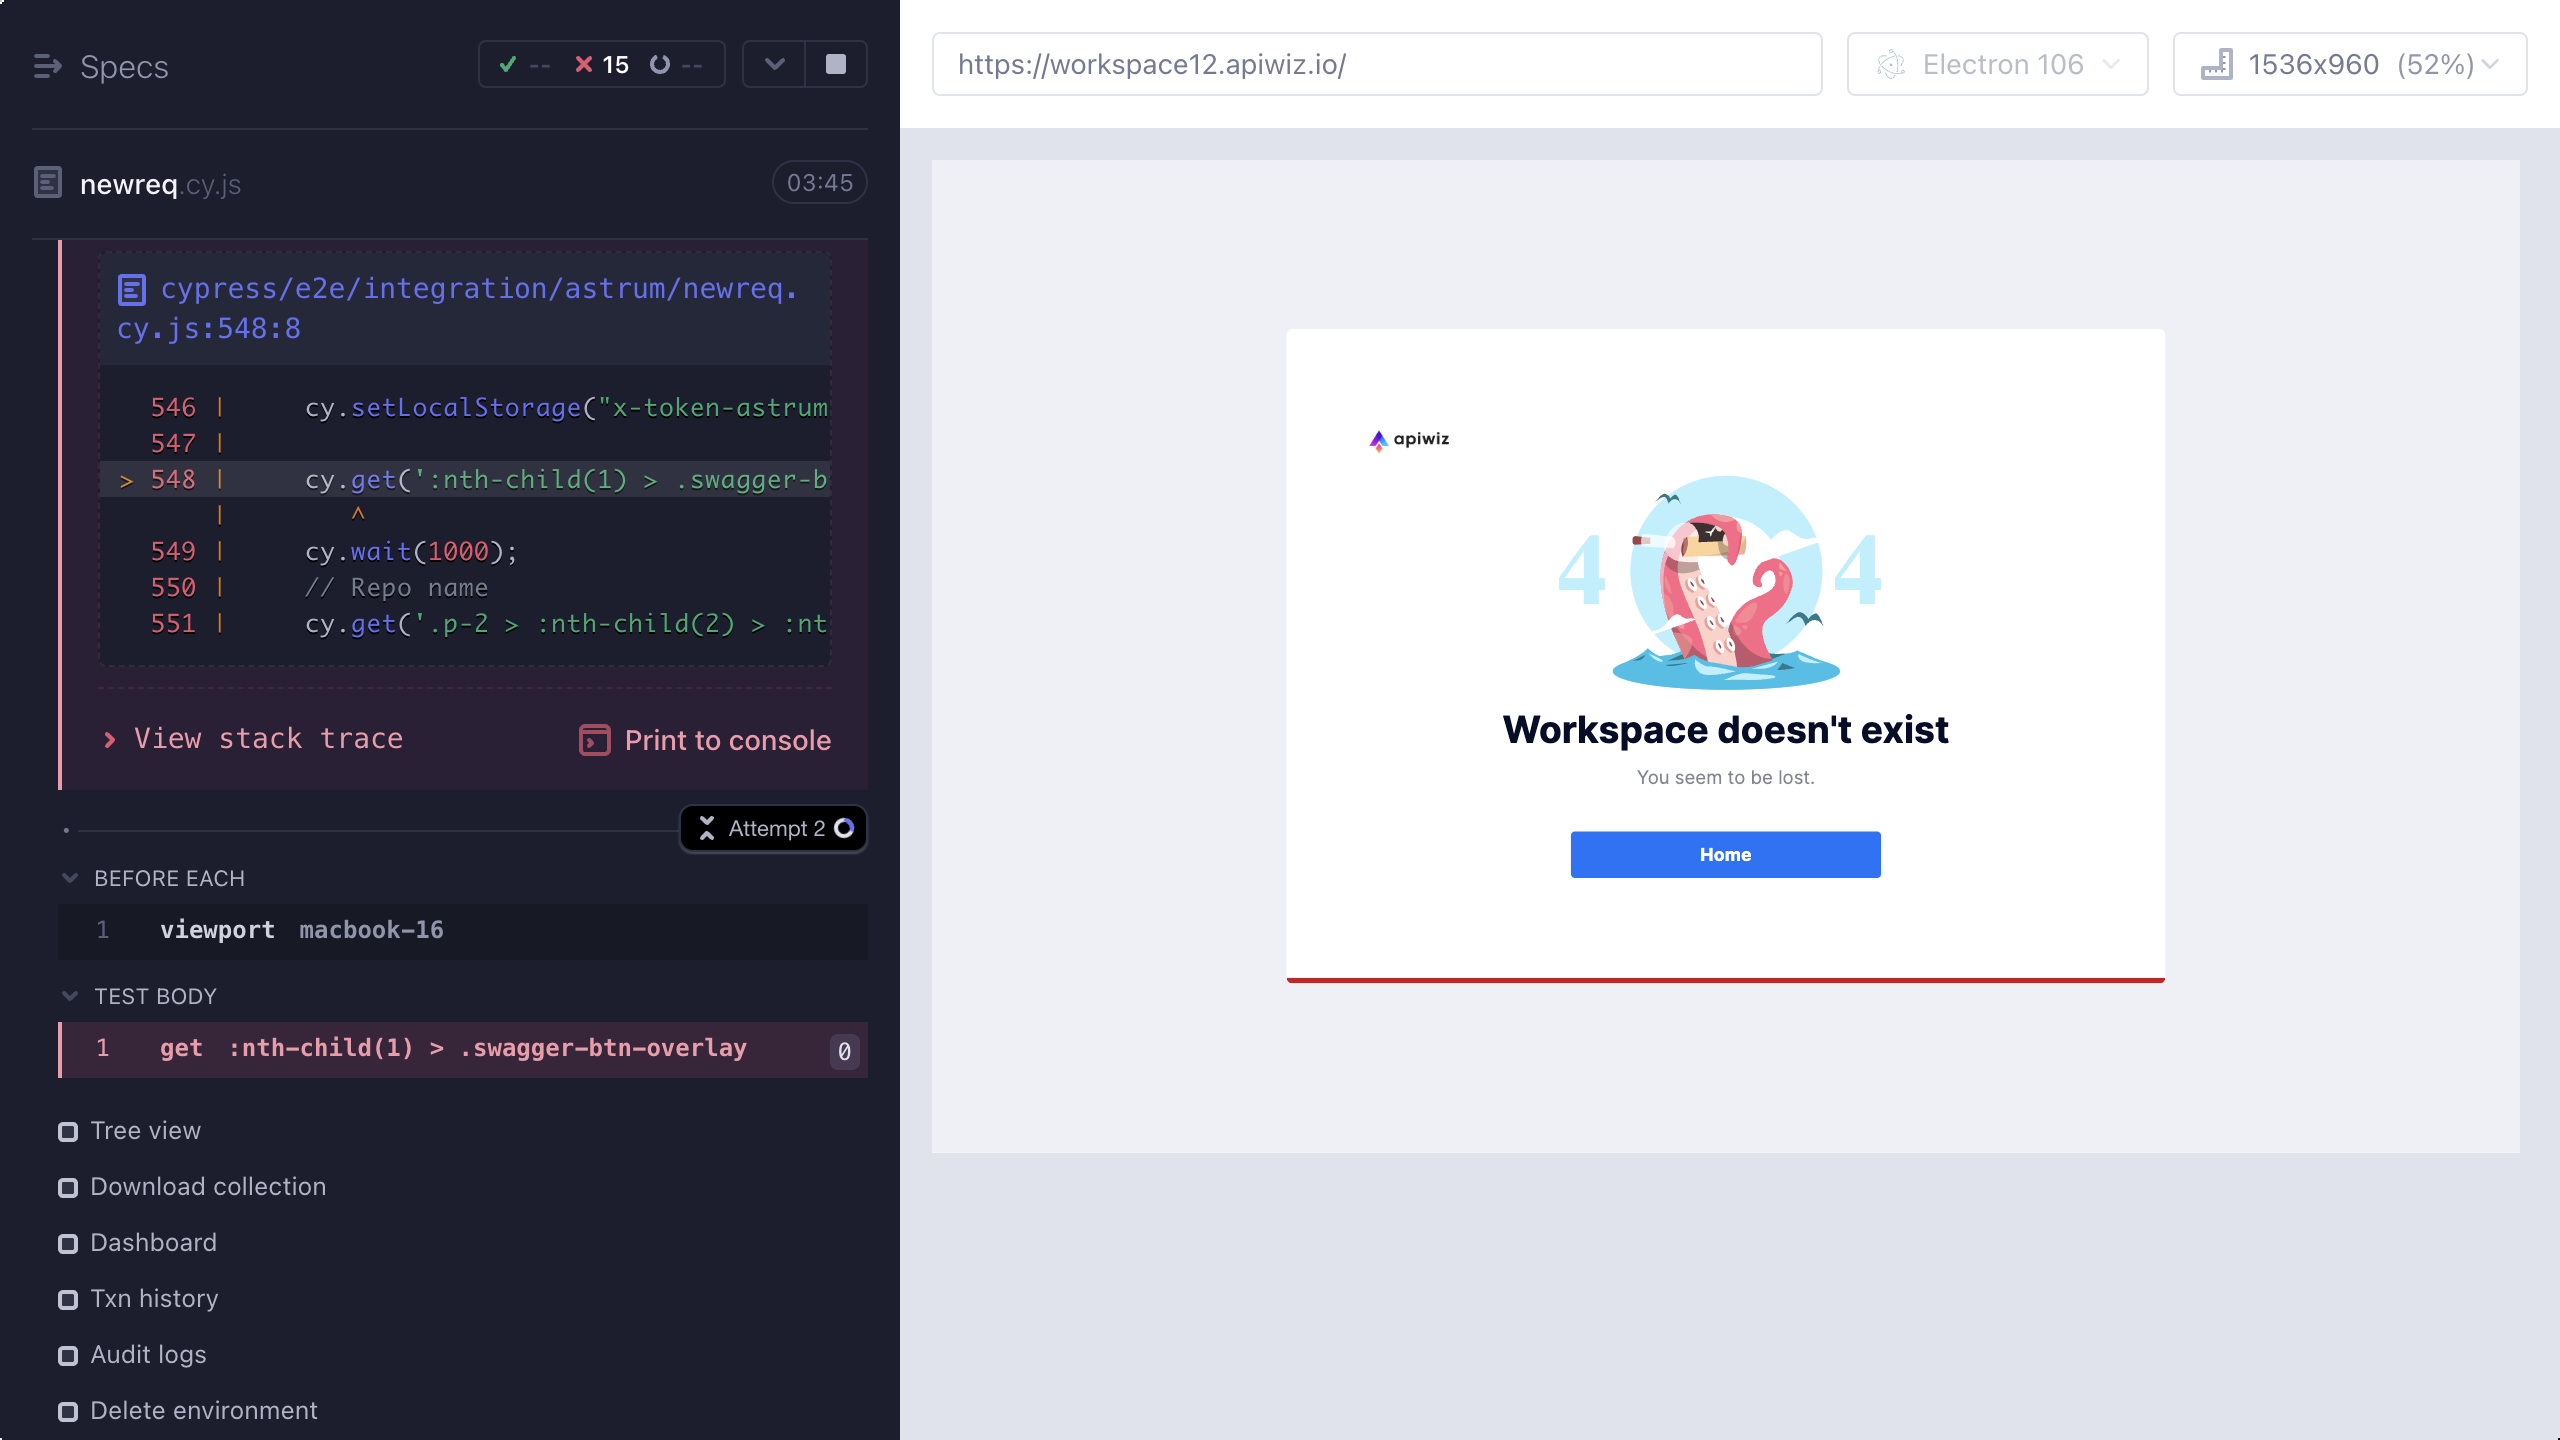 Specs
-- 15 --
newreq.cy.js
03:45
cypress/e2e/integration/astrum/newreq.
cy.js:548:8
546 | cy.setLocalStorage("x-token-astrum
547 |
> 548 | cy.get(':nth-child(1) > .swagger-b
| ^
549 | cy.wait(1000);
550 | // Repo name
551 | cy.get('.p-2 > :nth-child(2) > :nt
View stack trace
Print to console
Attempt 2
BEFORE EACH
1 viewport macbook-16
TEST BODY
1 get :nth-child(1) > .swagger-btn-overlay 0
Tree view
Download collection
Dashboard
Txn history
Audit logs
Delete environment
https://workspace12.apiwiz.io/
Electron 106
1536x960 (52%)
apiwiz
4 4
Workspace doesn't exist
You seem to be lost.
Home